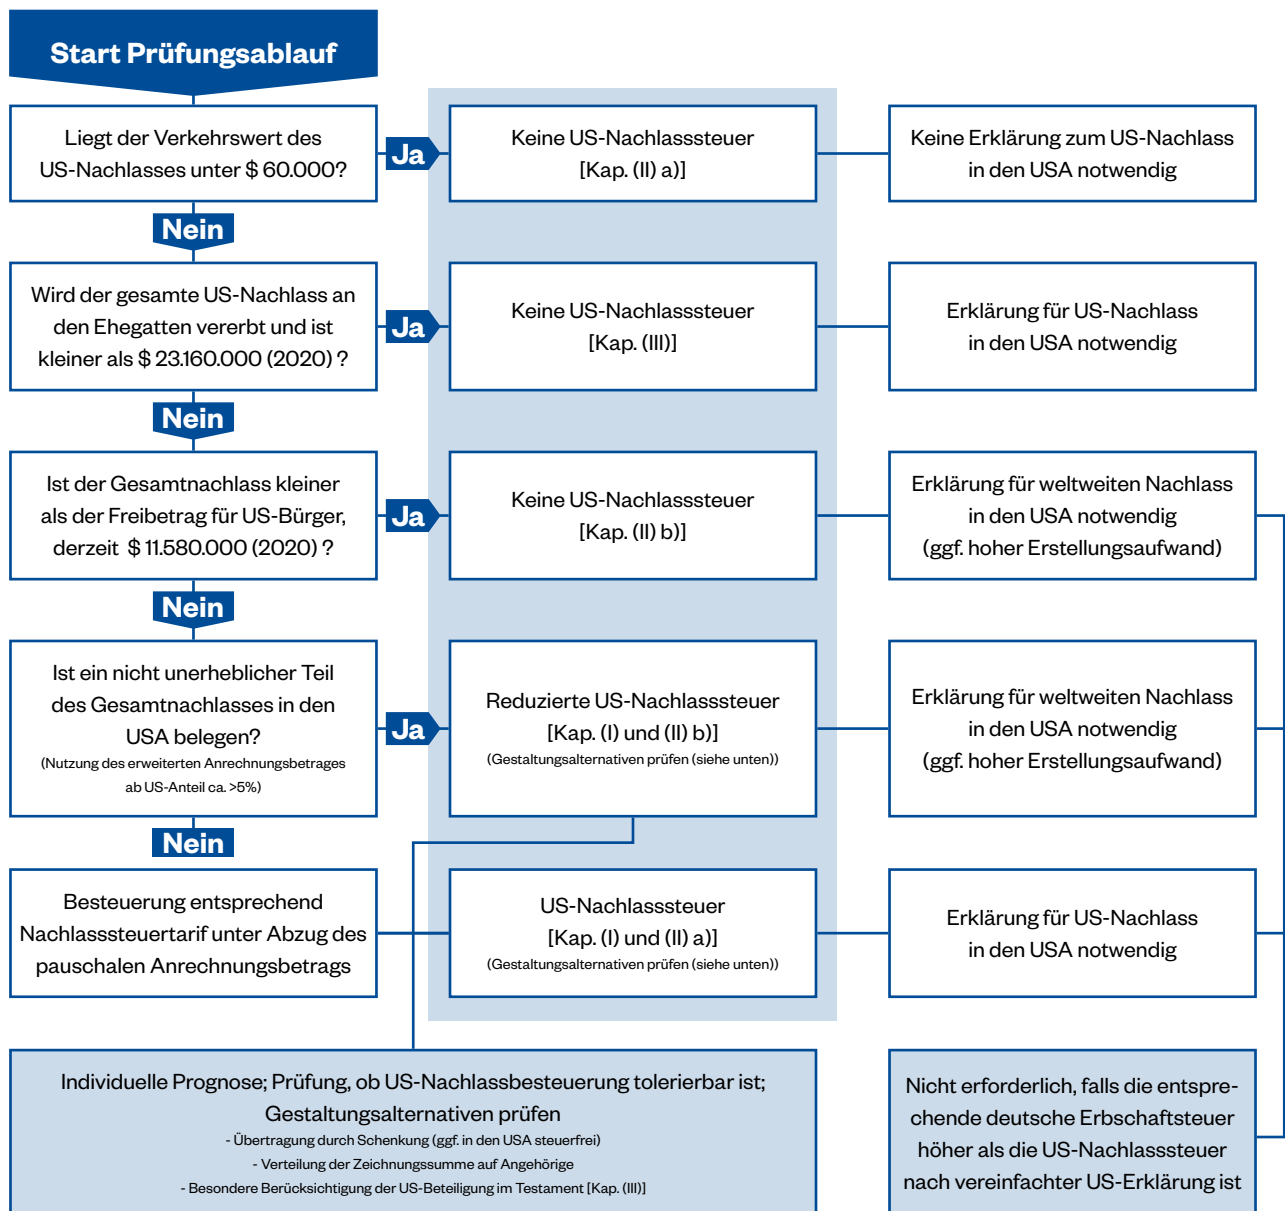 Start Prüfungsablauf
Liegt der Verkehrswert des
US-Nachlasses unter $ 60.000?
Ja
Keine US-Nachlasssteuer
[Kap. (II) a)]
Keine Erklärung zum US-Nachlass
in den USA notwendig
Nein
Wird der gesamte US-Nachlass an
den Ehegatten vererbt und ist
kleiner als $ 23.160.000 (2020) ?
Ja
Keine US-Nachlasssteuer
[Kap. (III)]
Erklärung für US-Nachlass
in den USA notwendig
Nein
Ist der Gesamtnachlass kleiner
als der Freibetrag für US-Bürger,
derzeit $ 11.580.000 (2020) ?
Ja
Keine US-Nachlasssteuer
[Kap. (II) b)]
Erklärung für weltweiten Nachlass
in den USA notwendig
(ggf. hoher Erstellungsaufwand)
Nein
Ist ein nicht unerheblicher Teil
des Gesamtnachlasses in den
USA belegen?
(Nutzung des erweiterten Anrechnungsbetrages
ab US-Anteil ca. >5%)
Ja
Reduzierte US-Nachlasssteuer
[Kap. (I) und (II) b)]
(Gestaltungsalternativen prüfen (siehe unten))
Erklärung für weltweiten Nachlass
in den USA notwendig
(ggf. hoher Erstellungsaufwand)
Nein
Besteuerung entsprechend
Nachlasssteuertarif unter Abzug des
pauschalen Anrechnungsbetrags
US-Nachlasssteuer
[Kap. (I) und (II) a)]
(Gestaltungsalternativen prüfen (siehe unten))
Erklärung für US-Nachlass
in den USA notwendig
Individuelle Prognose; Prüfung, ob US-Nachlassbesteuerung tolerierbar ist;
Gestaltungsalternativen prüfen
- Übertragung durch Schenkung (ggf. in den USA steuerfrei)
- Verteilung der Zeichnungssumme auf Angehörige
- Besondere Berücksichtigung der US-Beteiligung im Testament [Kap. (III)]
Nicht erforderlich, falls die entspre-
chende deutsche Erbschaftsteuer
höher als die US-Nachlasssteuer
nach vereinfachter US-Erklärung ist